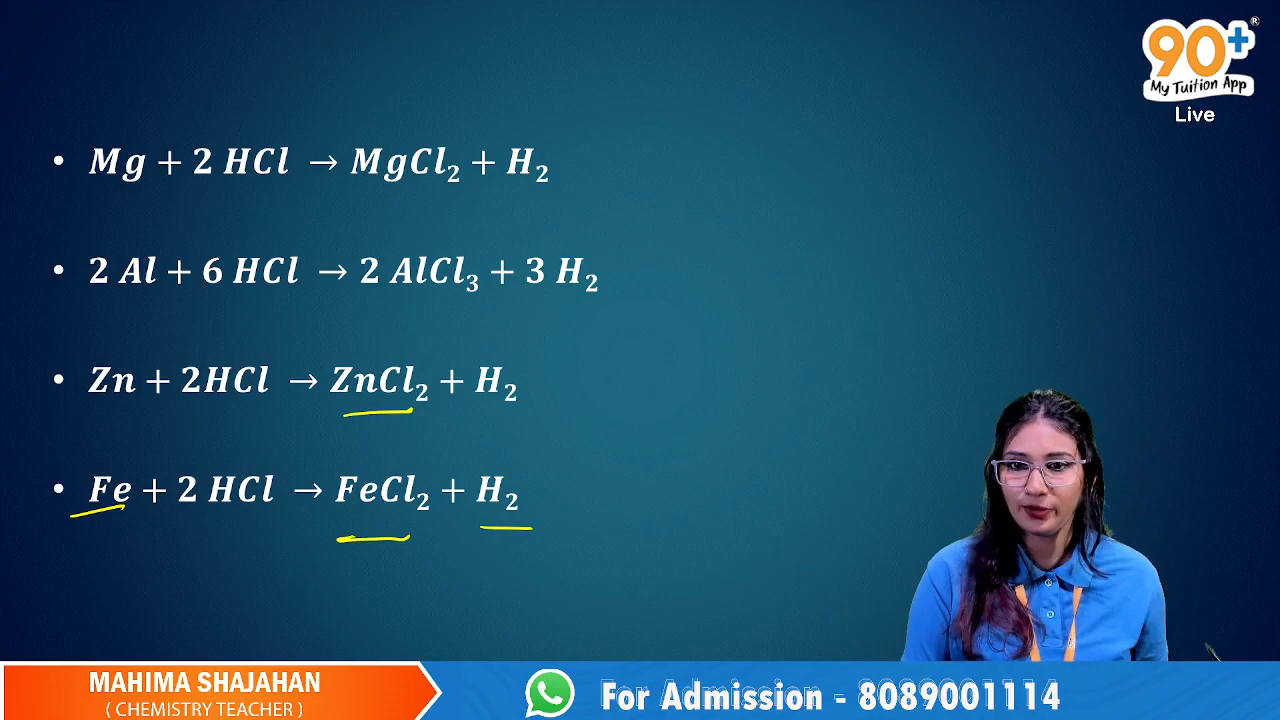 90+®
My Tuition App
Live
• Mg + 2 HCl → MgCl₂ + H₂
• 2 Al + 6 HCl → 2 AlCl₃ + 3 H₂
• Zn + 2HCl → ZnCl₂ + H₂
• Fe + 2 HCl → FeCl₂ + H₂
MAHIMA SHAJAHAN
( CHEMISTRY TEACHER )
For Admission - 8089001114